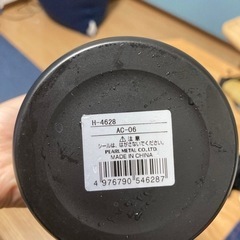 H-4628
AC-06
⚠注意
シールは、はがさないでください。
PEARL METAL CO.,LTD.
MADE IN CHINA
4 976790 546287